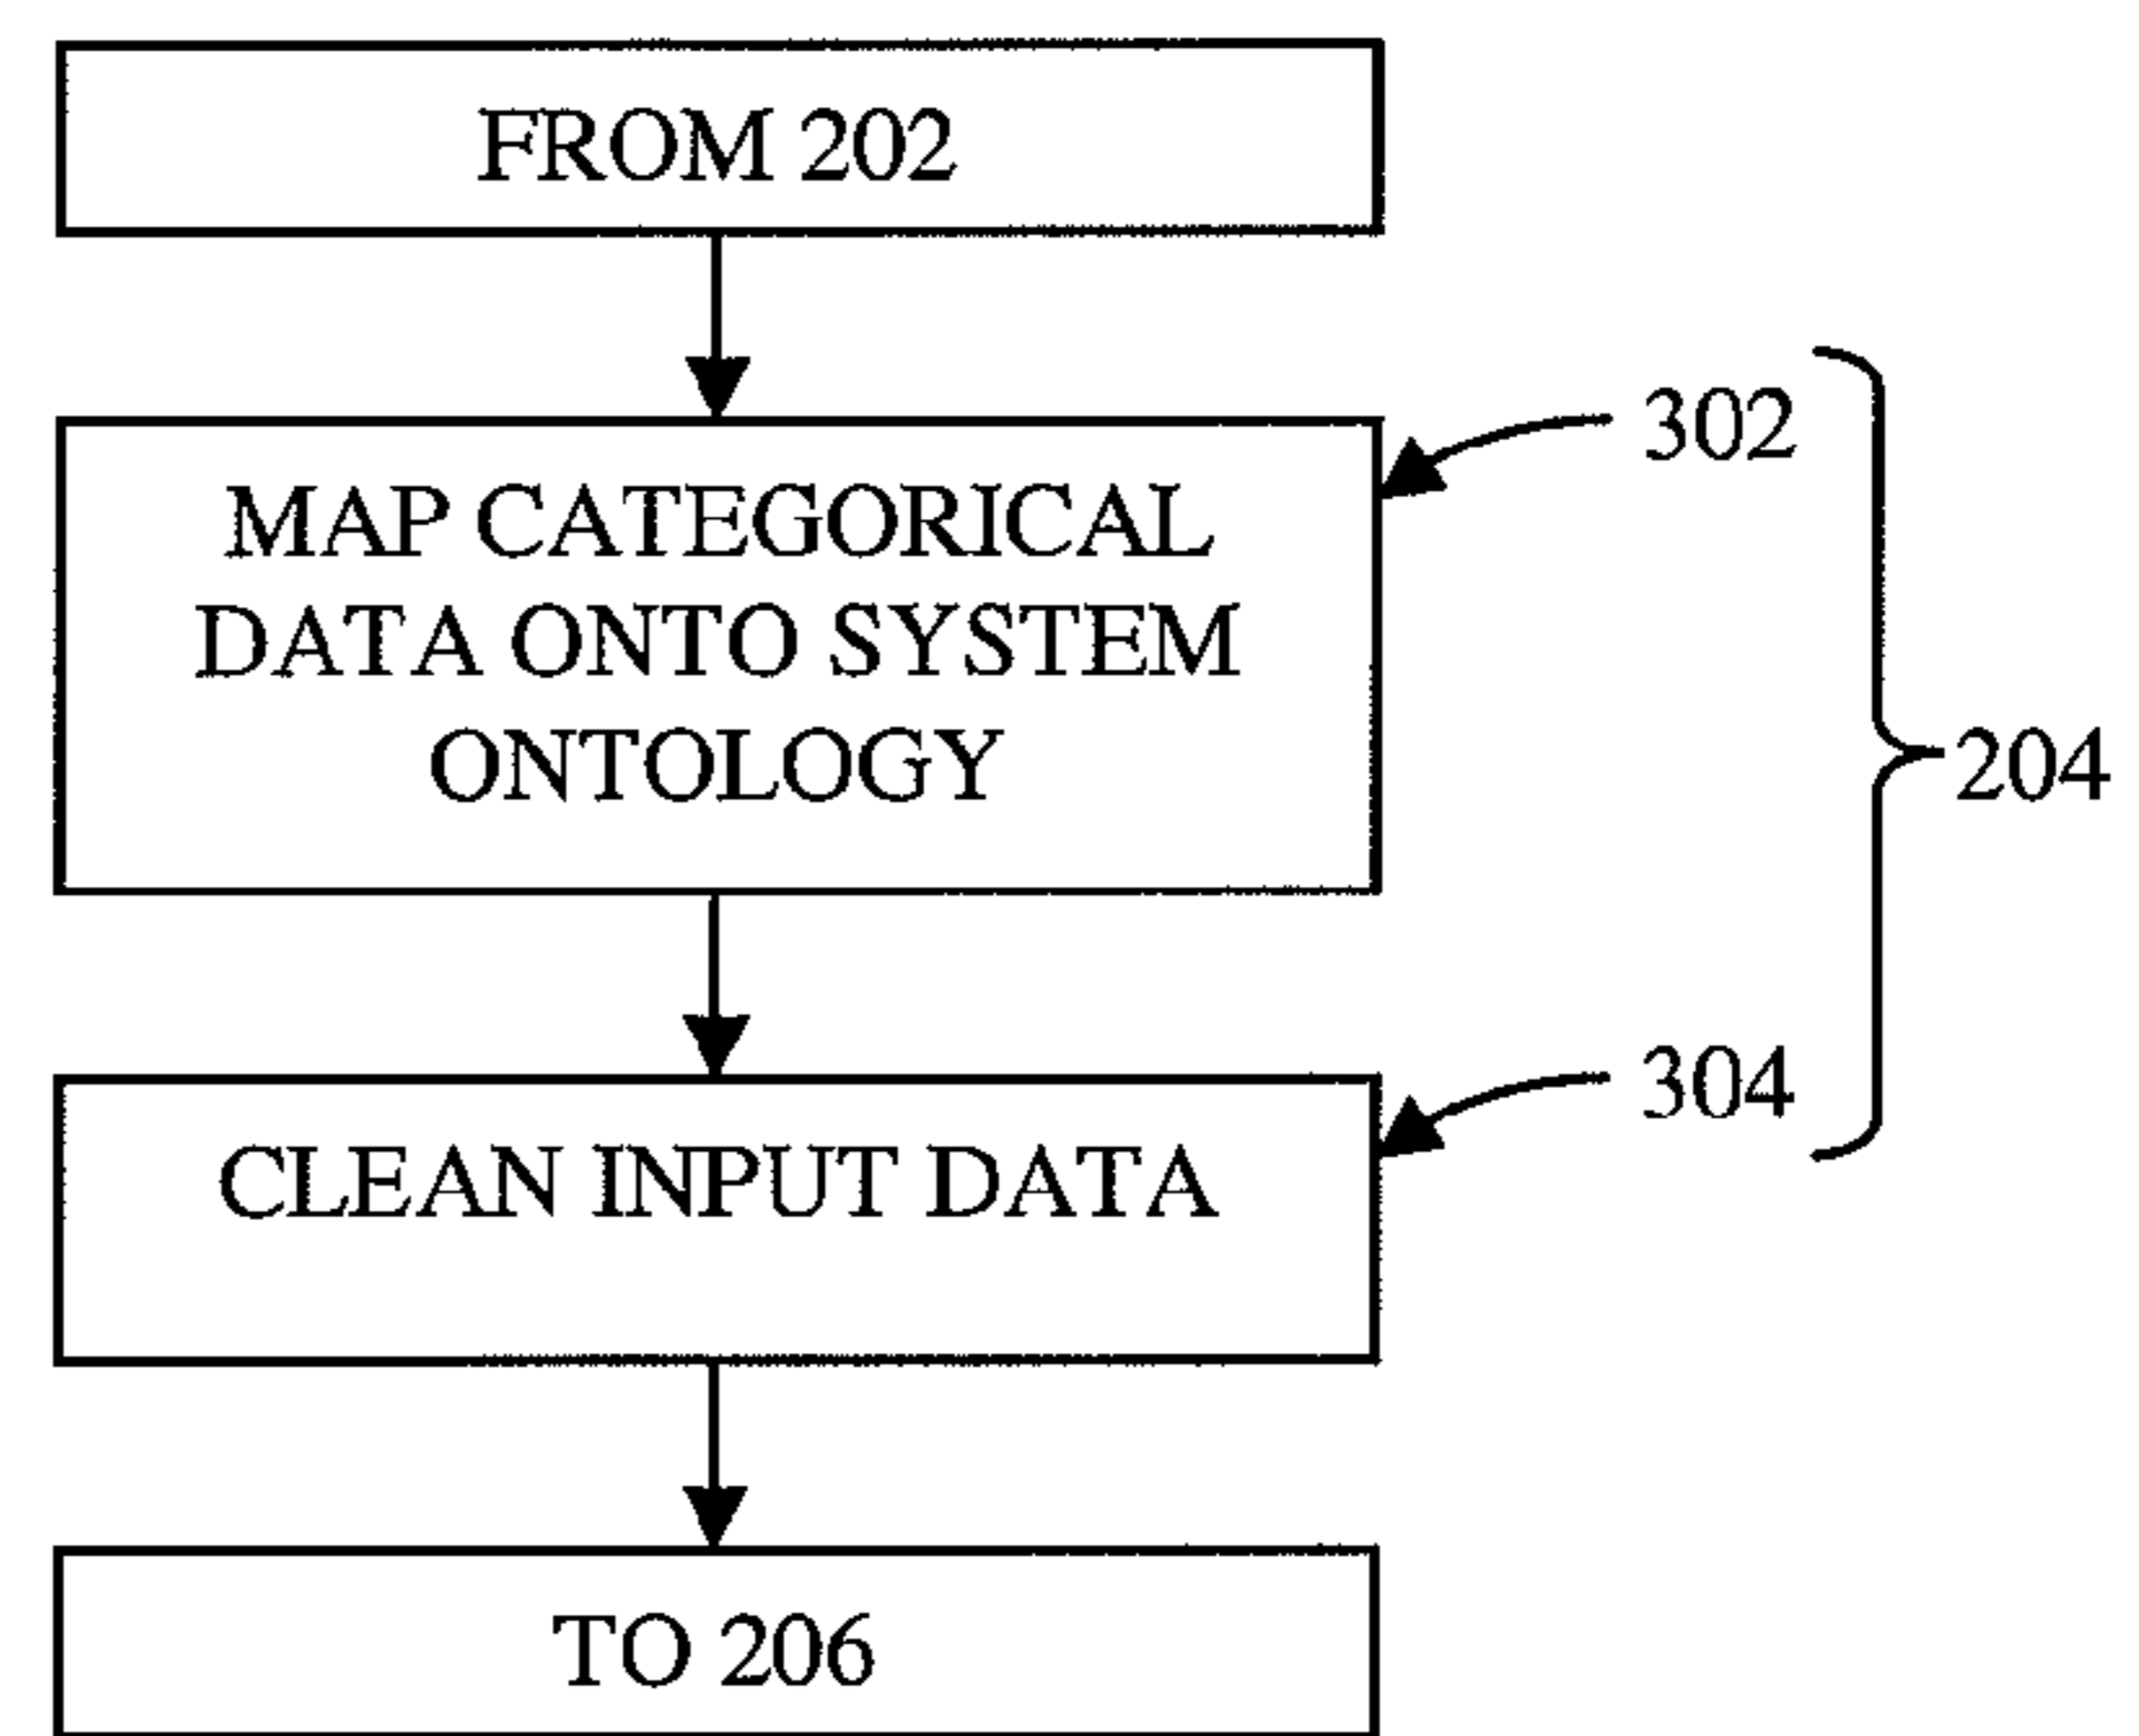 FROM 202
302
MAP CATEGORICAL
DATA ONTO SYSTEM
ONTOLOGY
204
304
CLEAN INPUT DATA
TO 206